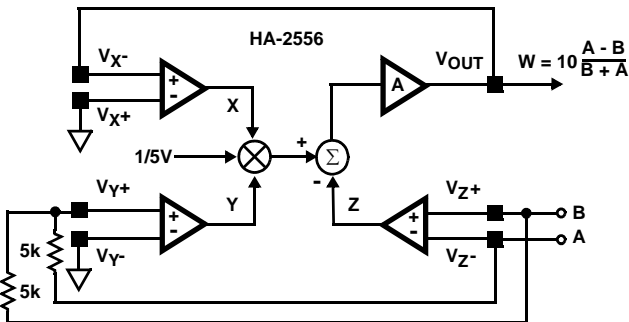 HA-2556
VX-
VX+
+
-
X
1/5V
+
Σ
-
A
VOUT
W = 10 A - B / B + A
VY+
VY-
+
-
Y
Z
+
-
VZ+
VZ-
B
A
5k
5k